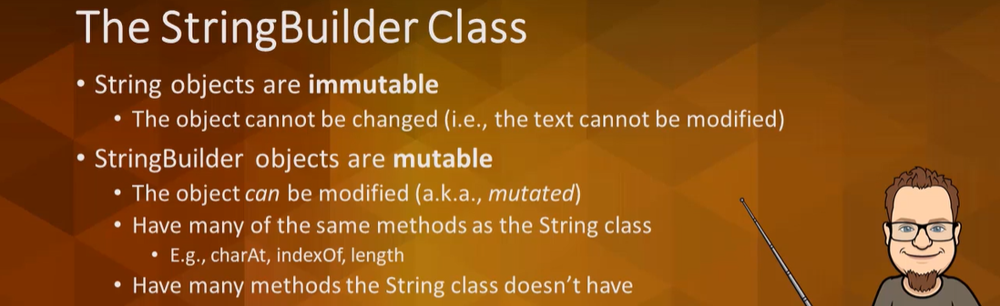 The StringBuilder Class
• String objects are immutable
• The object cannot be changed (i.e., the text cannot be modified)
• StringBuilder objects are mutable
• The object can be modified (a.k.a., mutated)
• Have many of the same methods as the String class
• E.g., charAt, indexOf, length
• Have many methods the String class doesn't have